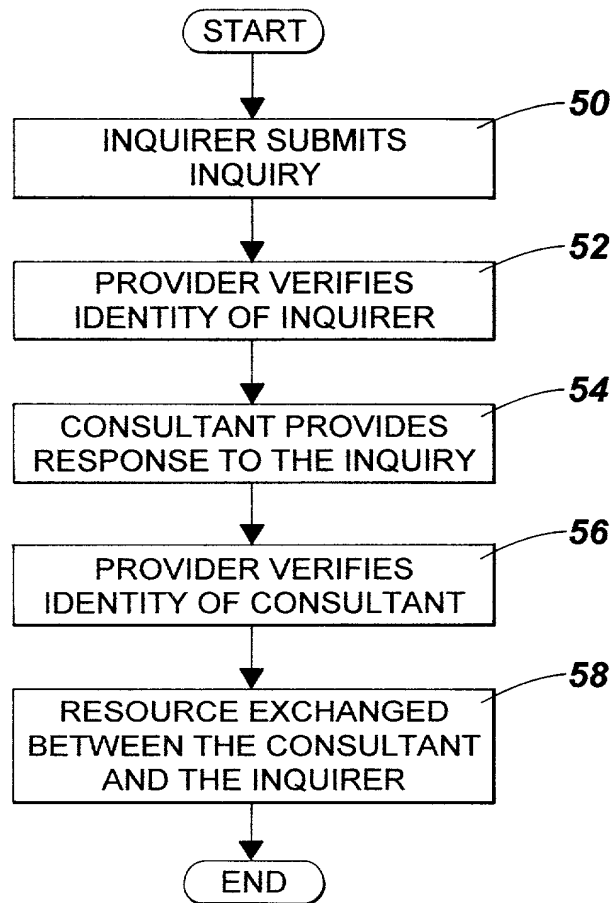 START
50
INQUIRER SUBMITS
INQUIRY
52
PROVIDER VERIFIES
IDENTITY OF INQUIRER
54
CONSULTANT PROVIDES
RESPONSE TO THE INQUIRY
56
PROVIDER VERIFIES
IDENTITY OF CONSULTANT
58
RESOURCE EXCHANGED
BETWEEN THE CONSULTANT
AND THE INQUIRER
END